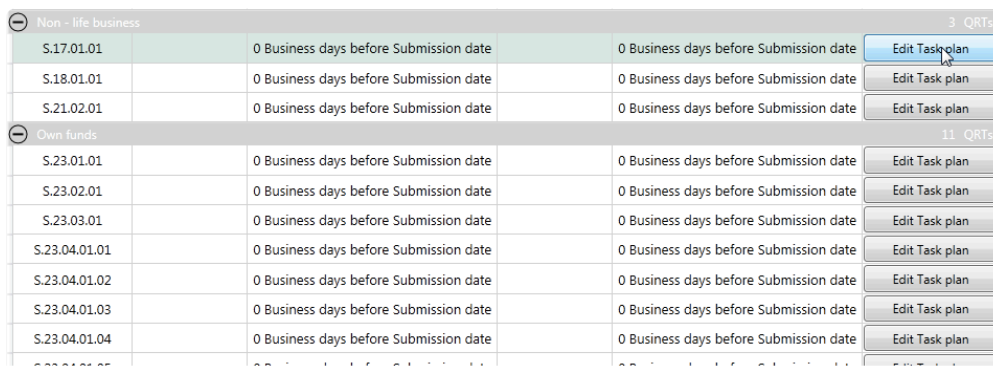 Non - life business 3 QRTs
S.17.01.01 0 Business days before Submission date 0 Business days before Submission date Edit Task plan
S.18.01.01 0 Business days before Submission date 0 Business days before Submission date Edit Task plan
S.21.02.01 0 Business days before Submission date 0 Business days before Submission date Edit Task plan
Own funds 11 QRTs
S.23.01.01 0 Business days before Submission date 0 Business days before Submission date Edit Task plan
S.23.02.01 0 Business days before Submission date 0 Business days before Submission date Edit Task plan
S.23.03.01 0 Business days before Submission date 0 Business days before Submission date Edit Task plan
S.23.04.01.01 0 Business days before Submission date 0 Business days before Submission date Edit Task plan
S.23.04.01.02 0 Business days before Submission date 0 Business days before Submission date Edit Task plan
S.23.04.01.03 0 Business days before Submission date 0 Business days before Submission date Edit Task plan
S.23.04.01.04 0 Business days before Submission date 0 Business days before Submission date Edit Task plan